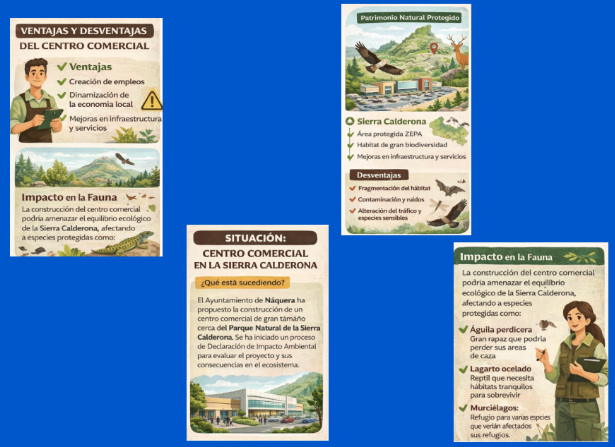 VENTAJAS Y DESVENTAJAS
DEL CENTRO COMERCIAL
Ventajas
Creación de empleos
Dinamización de
la economia local
Mejoras en infraestructura
y servicios
Impacto en la Fauna
La construcción del centro comercial
podria amenazar el equilibrio ecológico
de la Sierra Calderona, afectando
a especies protegidas como:
Patrimonio Natural Protegido
Sierra Calderona
Área protegida ZEPA
Habitat de gran biodiversidad
Mejoras en infraestructura y servicios
Desventajas
Fragmentación del hábitat
Contaminación y ruidos
Alteración del tráfico y
especies sensibles
SITUACIÓN:
CENTRO COMERCIAL
EN LA SIERRA CALDERONA
¿Qué está sucediendo?
El Ayuntamiento de Náquera ha
propuesto la construcción de un
centro comercial de gran támaño
cerca del Parque Natural de la Sierra
Calderona. Se ha iniciado un proceso
de Declaración de Impacto Ambiental
para evaluar el proyecto y sus
consecuencias en el ecosistema.
Impacto en la Fauna
La construcción del centro comercial
podria amenazar el equilibrio
ecológico de la Sierra Calderona,
afectando a especies
protegidas como:
Águila perdicera
Gran rapaz que podria
perder sus areas
de caza
Lagarto ocelado
Reptil que necesita
hábitats tranquilos
para sobrevivir
Murciélagos:
Refugio para varias especies
que verían afectados
sus refugios.